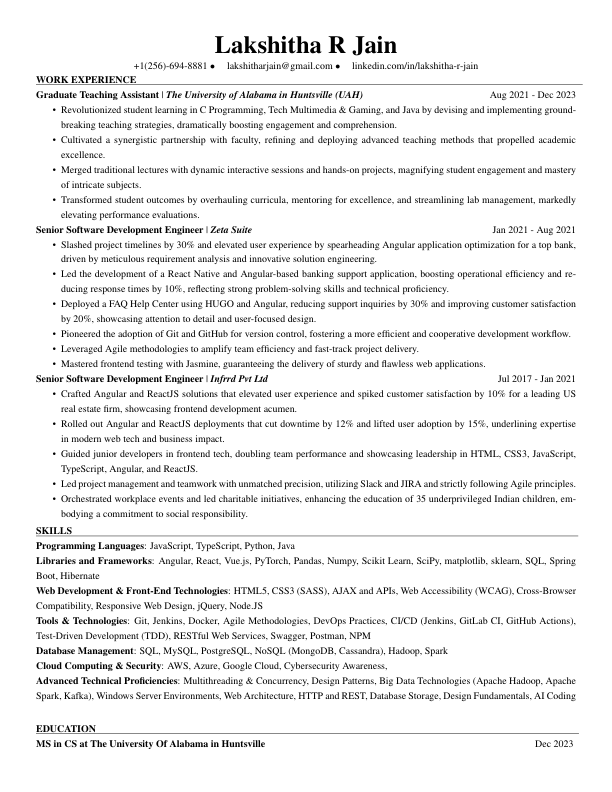 Lakshitha R Jain
+1(256)-694-8881 ● lakshitharjain@gmail.com ● linkedin.com/in/lakshitha-r-jain
WORK EXPERIENCE
Graduate Teaching Assistant | The University of Alabama in Huntsville (UAH) Aug 2021 - Dec 2023
• Revolutionized student learning in C Programming, Tech Multimedia & Gaming, and Java by devising and implementing ground-
breaking teaching strategies, dramatically boosting engagement and comprehension.
• Cultivated a synergistic partnership with faculty, refining and deploying advanced teaching methods that propelled academic
excellence.
• Merged traditional lectures with dynamic interactive sessions and hands-on projects, magnifying student engagement and mastery
of intricate subjects.
• Transformed student outcomes by overhauling curricula, mentoring for excellence, and streamlining lab management, markedly
elevating performance evaluations.
Senior Software Development Engineer | Zeta Suite Jan 2021 - Aug 2021
• Slashed project timelines by 30% and elevated user experience by spearheading Angular application optimization for a top bank,
driven by meticulous requirement analysis and innovative solution engineering.
• Led the development of a React Native and Angular-based banking support application, boosting operational efficiency and re-
ducing response times by 10%, reflecting strong problem-solving skills and technical proficiency.
• Deployed a FAQ Help Center using HUGO and Angular, reducing support inquiries by 30% and improving customer satisfaction
by 20%, showcasing attention to detail and user-focused design.
• Pioneered the adoption of Git and GitHub for version control, fostering a more efficient and cooperative development workflow.
• Leveraged Agile methodologies to amplify team efficiency and fast-track project delivery.
• Mastered frontend testing with Jasmine, guaranteeing the delivery of sturdy and flawless web applications.
Senior Software Development Engineer | Infrrd Pvt Ltd Jul 2017 - Jan 2021
• Crafted Angular and ReactJS solutions that elevated user experience and spiked customer satisfaction by 10% for a leading US
real estate firm, showcasing frontend development acumen.
• Rolled out Angular and ReactJS deployments that cut downtime by 12% and lifted user adoption by 15%, underlining expertise
in modern web tech and business impact.
• Guided junior developers in frontend tech, doubling team performance and showcasing leadership in HTML, CSS3, JavaScript,
TypeScript, Angular, and ReactJS.
• Led project management and teamwork with unmatched precision, utilizing Slack and JIRA and strictly following Agile principles.
• Orchestrated workplace events and led charitable initiatives, enhancing the education of 35 underprivileged Indian children, em-
bodying a commitment to social responsibility.
SKILLS
Programming Languages: JavaScript, TypeScript, Python, Java
Libraries and Frameworks: Angular, React, Vue.js, PyTorch, Pandas, Numpy, Scikit Learn, SciPy, matplotlib, sklearn, SQL, Spring
Boot, Hibernate
Web Development & Front-End Technologies: HTML5, CSS3 (SASS), AJAX and APIs, Web Accessibility (WCAG), Cross-Browser
Compatibility, Responsive Web Design, jQuery, Node.JS
Tools & Technologies: Git, Jenkins, Docker, Agile Methodologies, DevOps Practices, CI/CD (Jenkins, GitLab CI, GitHub Actions),
Test-Driven Development (TDD), RESTful Web Services, Swagger, Postman, NPM
Database Management: SQL, MySQL, PostgreSQL, NoSQL (MongoDB, Cassandra), Hadoop, Spark
Cloud Computing & Security: AWS, Azure, Google Cloud, Cybersecurity Awareness,
Advanced Technical Proficiencies: Multithreading & Concurrency, Design Patterns, Big Data Technologies (Apache Hadoop, Apache
Spark, Kafka), Windows Server Environments, Web Architecture, HTTP and REST, Database Storage, Design Fundamentals, AI Coding
EDUCATION
MS in CS at The University Of Alabama in Huntsville Dec 2023